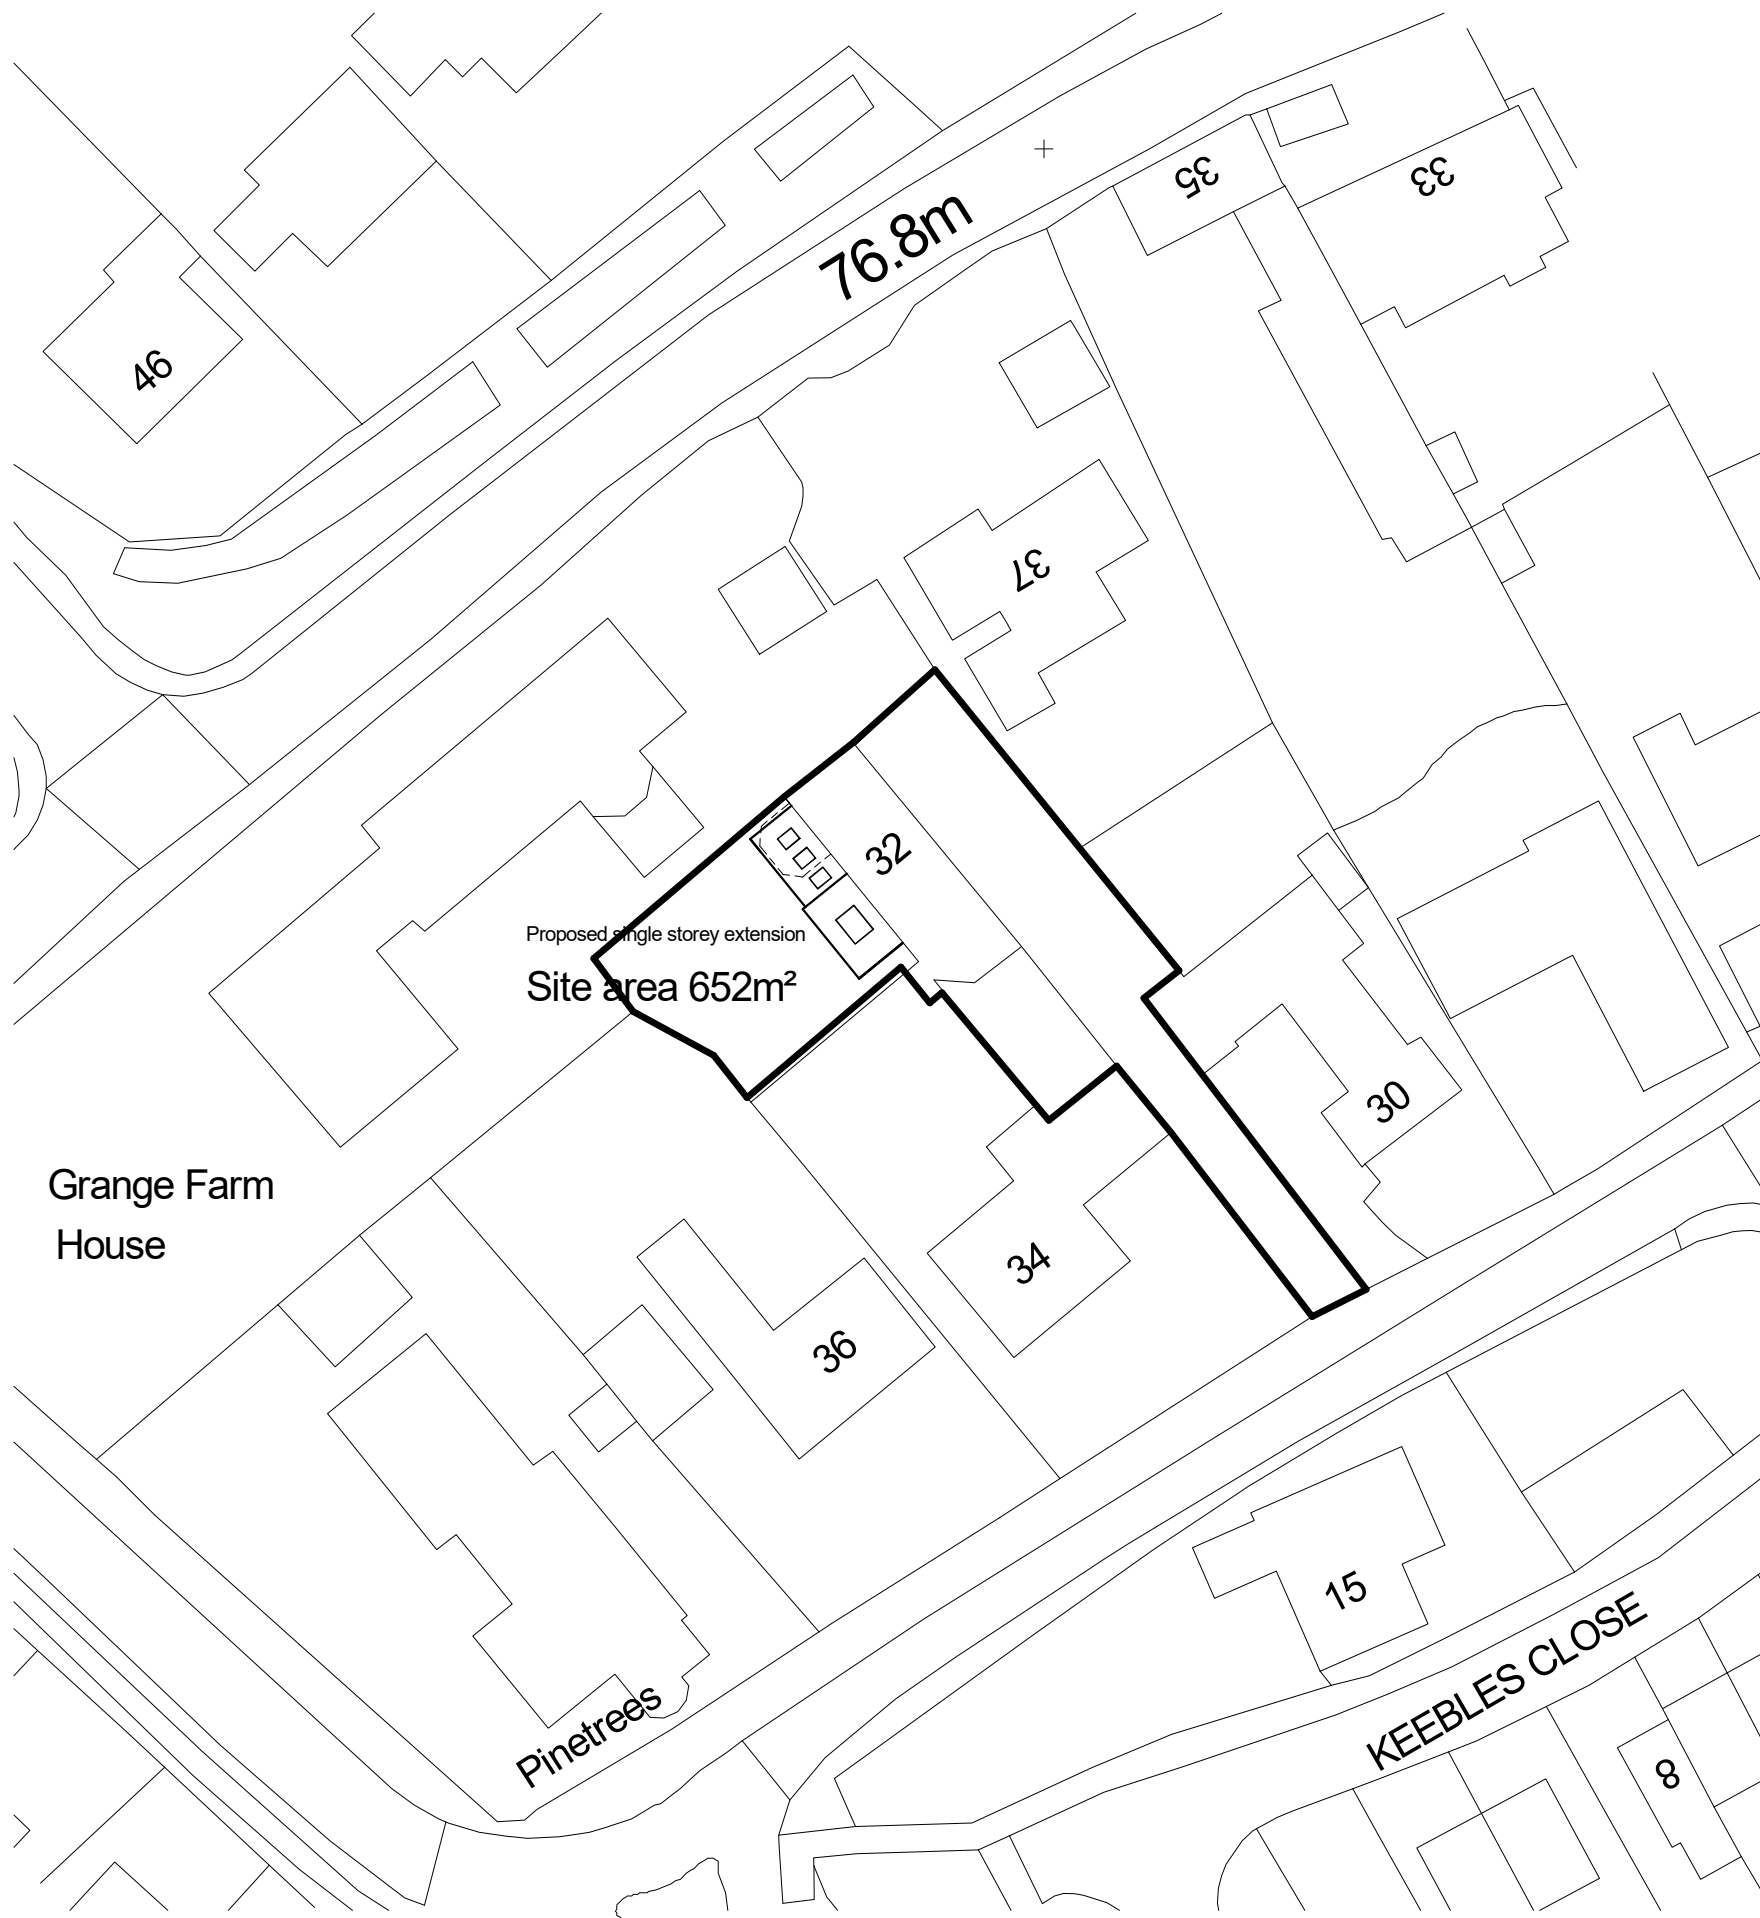 35
33
76.8m
46
37
32
Proposed single storey extension
Site area 652m²
30
Grange Farm
House
34
36
15
KEEBLES CLOSE
Pinetrees
8